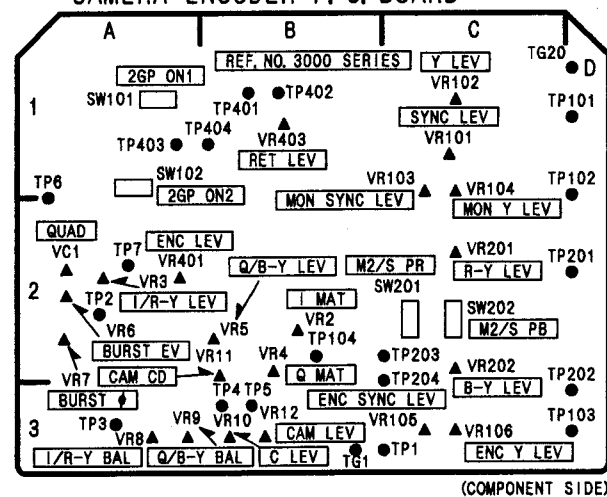 CAMERA ENCODER P. C. BOARD
A B C
REF. NO. 3000 SERIES
Y LEV
TG20
D
2GP ON1
VR102
1
SW101
TP401
TP402
SYNC LEV
TP101
TP403
TP404
VR403
VR101
RET LEV
SW102
TP6
2GP ON2
MON SYNC LEV
VR103
VR104
TP102
MON Y LEV
QUAD
ENC LEV
VC1
TP7
VR401
Q/B-Y LEV
M2/S PR
VR201
TP201
R-Y LEV
2
VR3
I/R-Y LEV
I MAT
SW201
TP2
VR2
SW202
VR6
VR5
TP104
M2/S PB
BURST EV
VR11
TP203
VR7
CAM CD
VR4
Q MAT
TP204
VR202
TP202
BURST ϕ
TP4
TP5
ENC SYNC LEV
B-Y LEV
3
TP3
VR9
VR10
VR12
CAM LEV
VR105
VR106
TP103
VR8
I/R-Y BAL
Q/B-Y BAL
C LEV
TG1
TP1
ENC Y LEV
(COMPONENT SIDE)